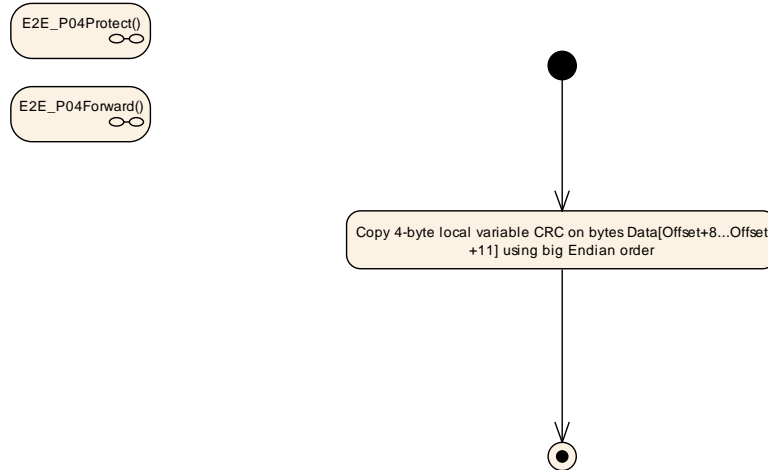 E2E_P04Protect()
E2E_P04Forward()
Copy 4-byte local variable CRC on bytes Data[Offset+8...Offset
+11] using big Endian order